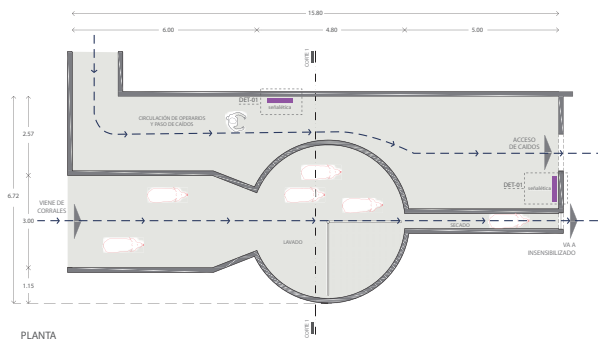 15.80
6.00
4.80
5.00
CORTE 1
DET-01
señalética
CIRCULACIÓN DE OPERARIOS
Y PASO DE CAÍDOS
2.57
ACCESO
DE CAÍDOS
DET-01
señalética
6.72
VIENE DE
CORRALES
3.00
SECADO
LAVADO
VA A
INSENSIBILIZADO
1.15
CORTE 1
PLANTA